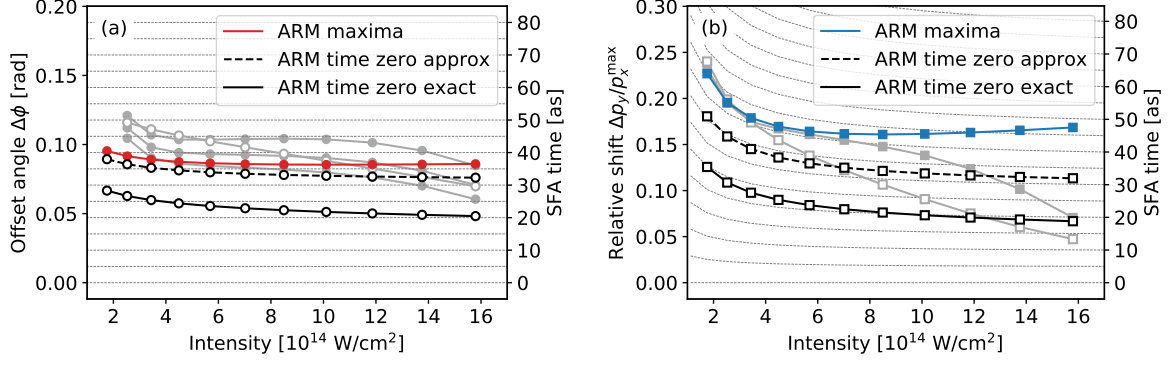 (a)
ARM maxima
ARM time zero approx
ARM time zero exact
0.20
0.15
0.10
0.05
0.00
Offset angle Δϕ [rad]
80
70
60
50
40
30
20
10
0
SFA time [as]
2 4 6 8 10 12 14 16
Intensity [10¹⁴ W/cm²]
(b)
ARM maxima
ARM time zero approx
ARM time zero exact
0.30
0.25
0.20
0.15
0.10
0.05
0.00
Relative shift Δp_y/p_x^max
80
70
60
50
40
30
20
10
0
SFA time [as]
2 4 6 8 10 12 14 16
Intensity [10¹⁴ W/cm²]